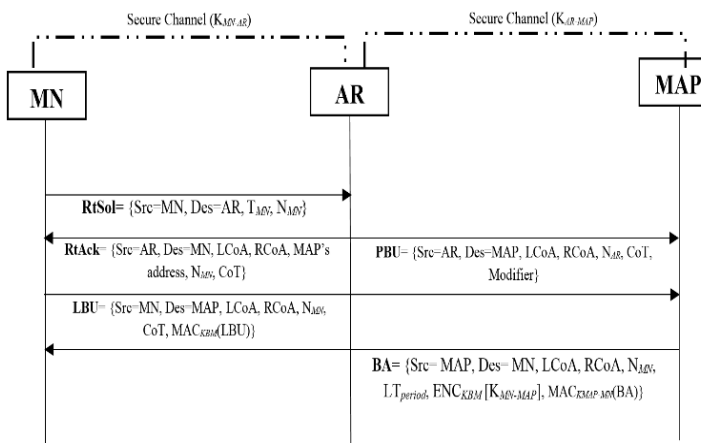 Secure Channel (K_MN-AR)
Secure Channel (K_AR-MAP)
MN
AR
MAP
RtSol= {Src=MN, Des=AR, T_MN, N_MN}
RtAck= {Src=AR, Des=MN, LCoA, RCoA, MAP's
address, N_MN, CoT}
PBU= {Src=AR, Des=MAP, LCoA, RCoA, N_AR, CoT,
Modifier}
LBU= {Src=MN, Des=MAP, LCoA, RCoA, N_MN,
CoT, MAC_KBM(LBU)}
BA= {Src= MAP, Des= MN, LCoA, RCoA, N_MN,
LT_period, ENC_KBM [K_MN-MAP], MAC_KMAP-MN(BA)}